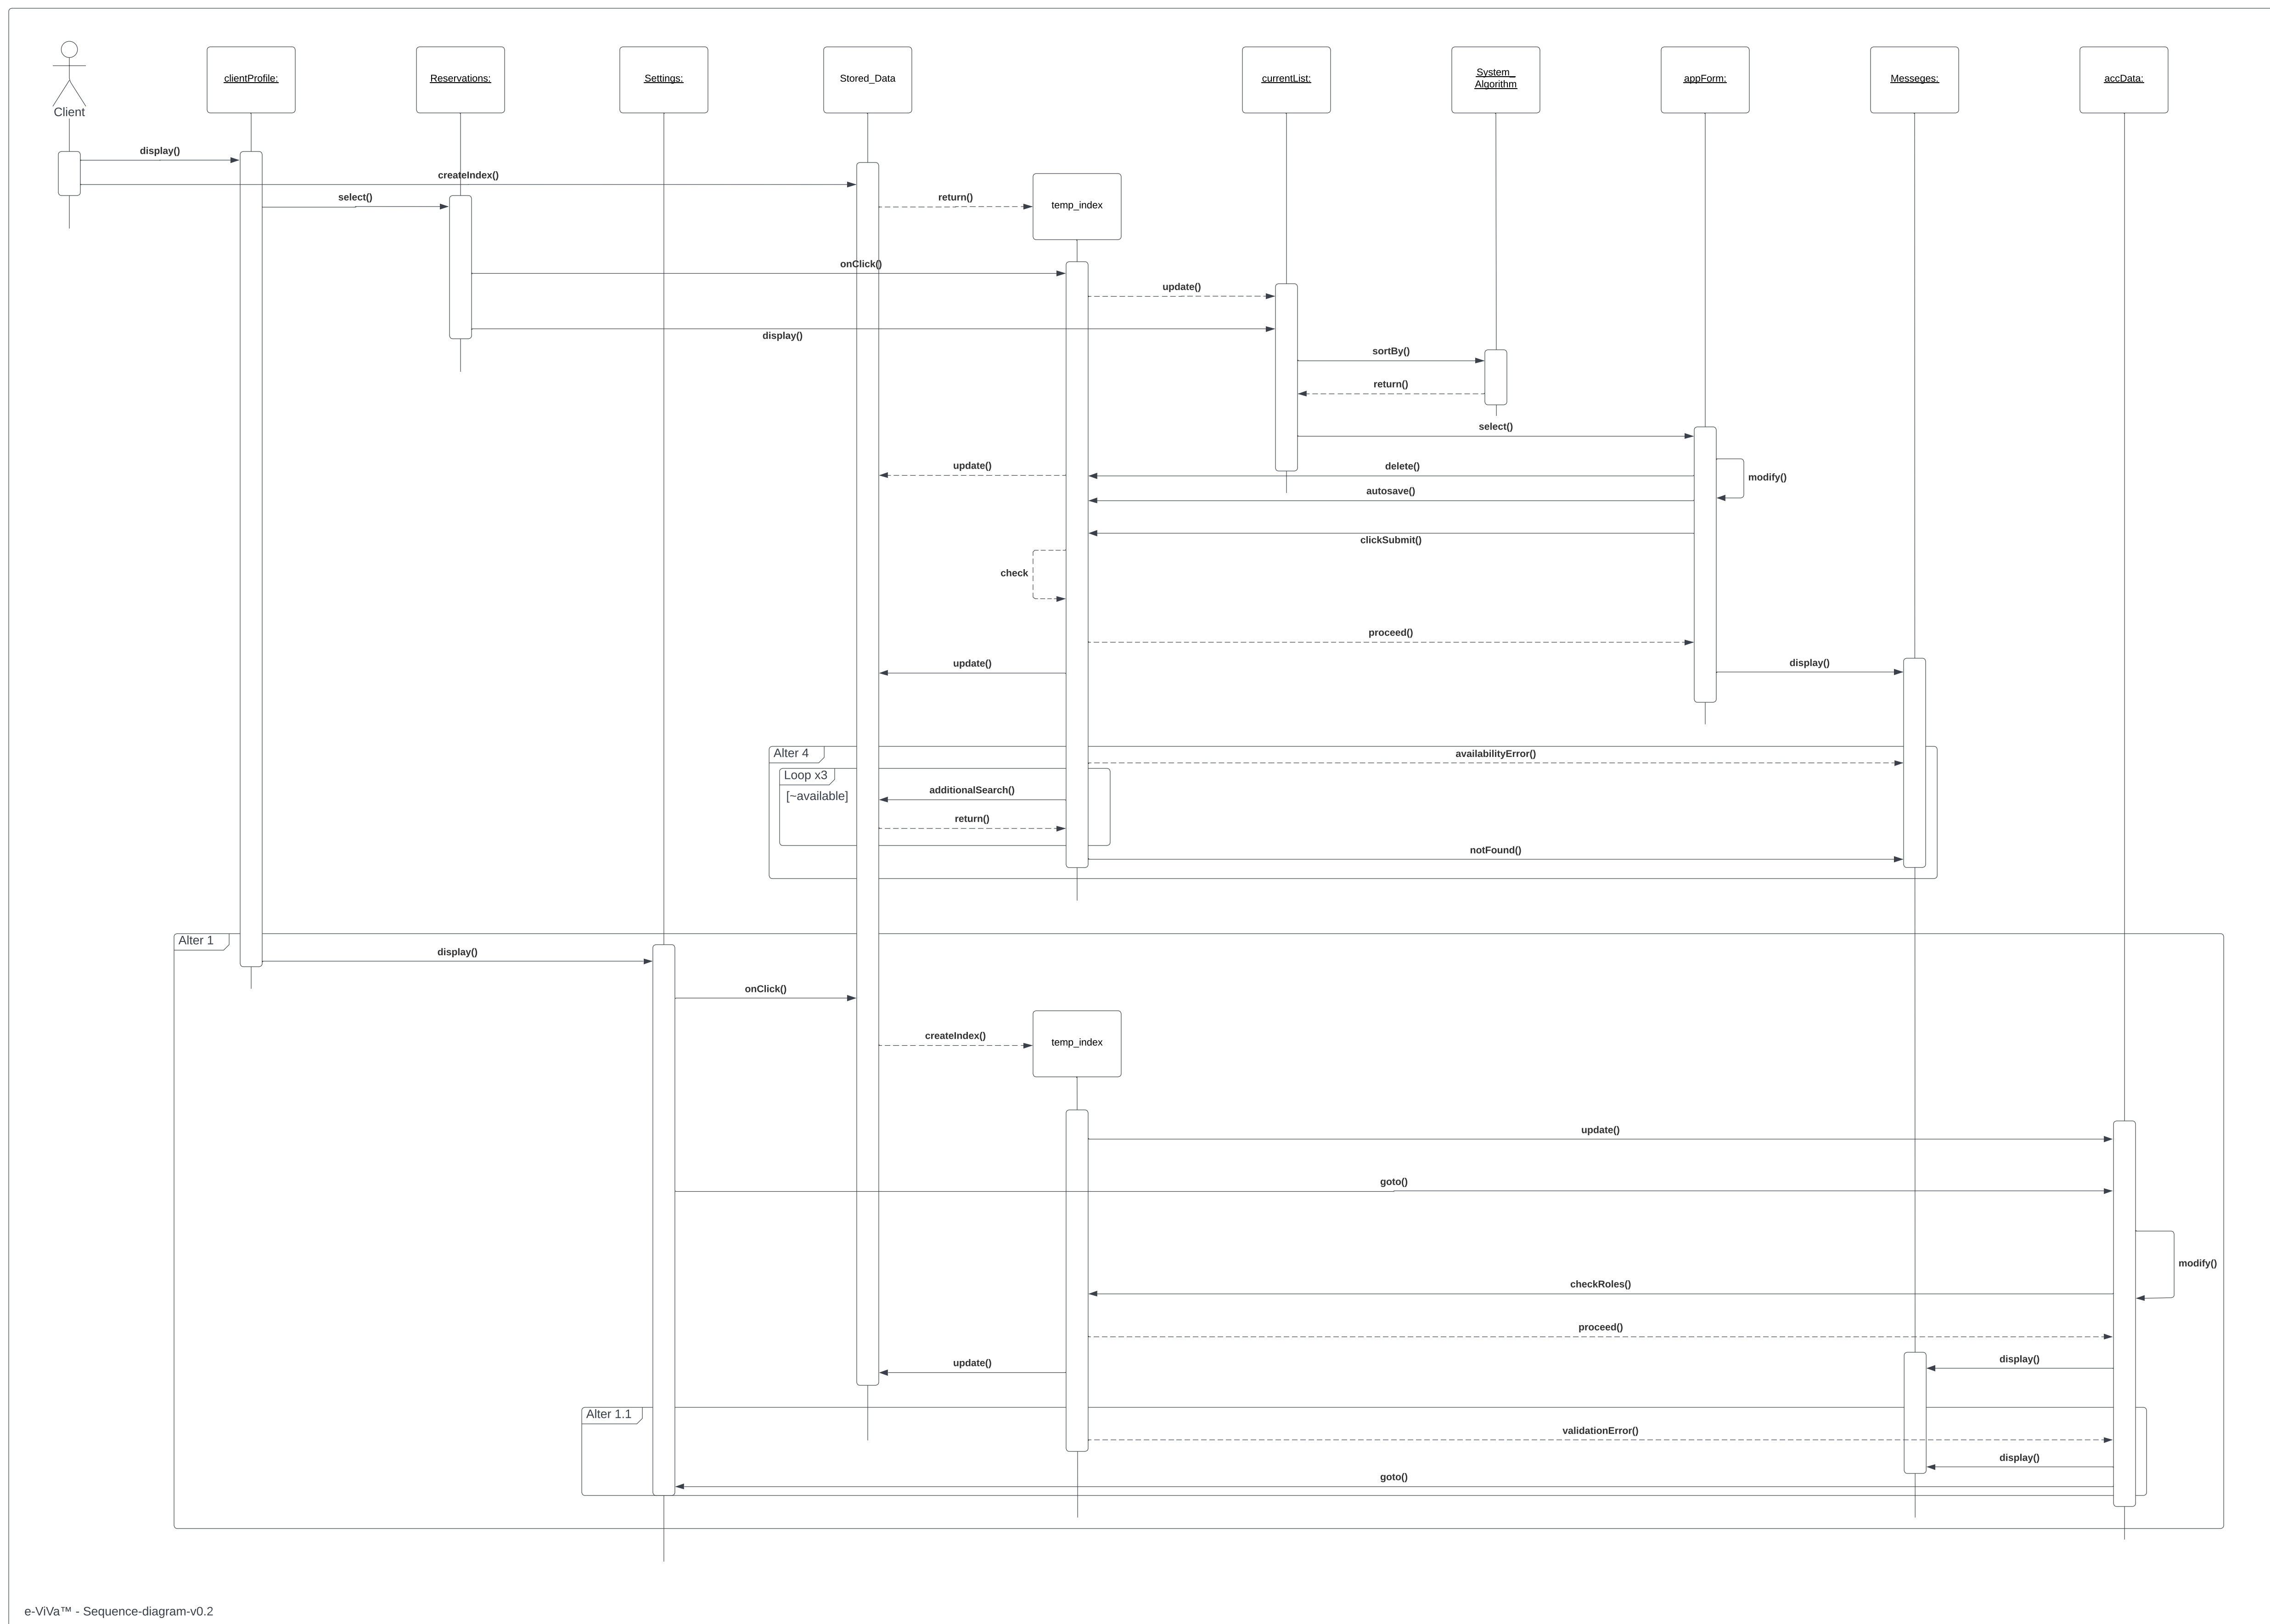 Client
clientProfile:
Reservations:
Settings:
Stored_Data
currentList:
System_
Algorithm
appForm:
Messeges:
accData:
display()
createIndex()
select()
return()
temp_index
onClick()
update()
display()
sortBy()
return()
select()
update()
delete()
modify()
autosave()
clickSubmit()
check
proceed()
update()
display()
Alter 4
availabilityError()
Loop x3
[~available]
additionalSearch()
return()
notFound()
Alter 1
display()
onClick()
createIndex()
temp_index
update()
goto()
modify()
checkRoles()
proceed()
update()
display()
Alter 1.1
validationError()
display()
goto()
e-ViVa™ - Sequence-diagram-v0.2